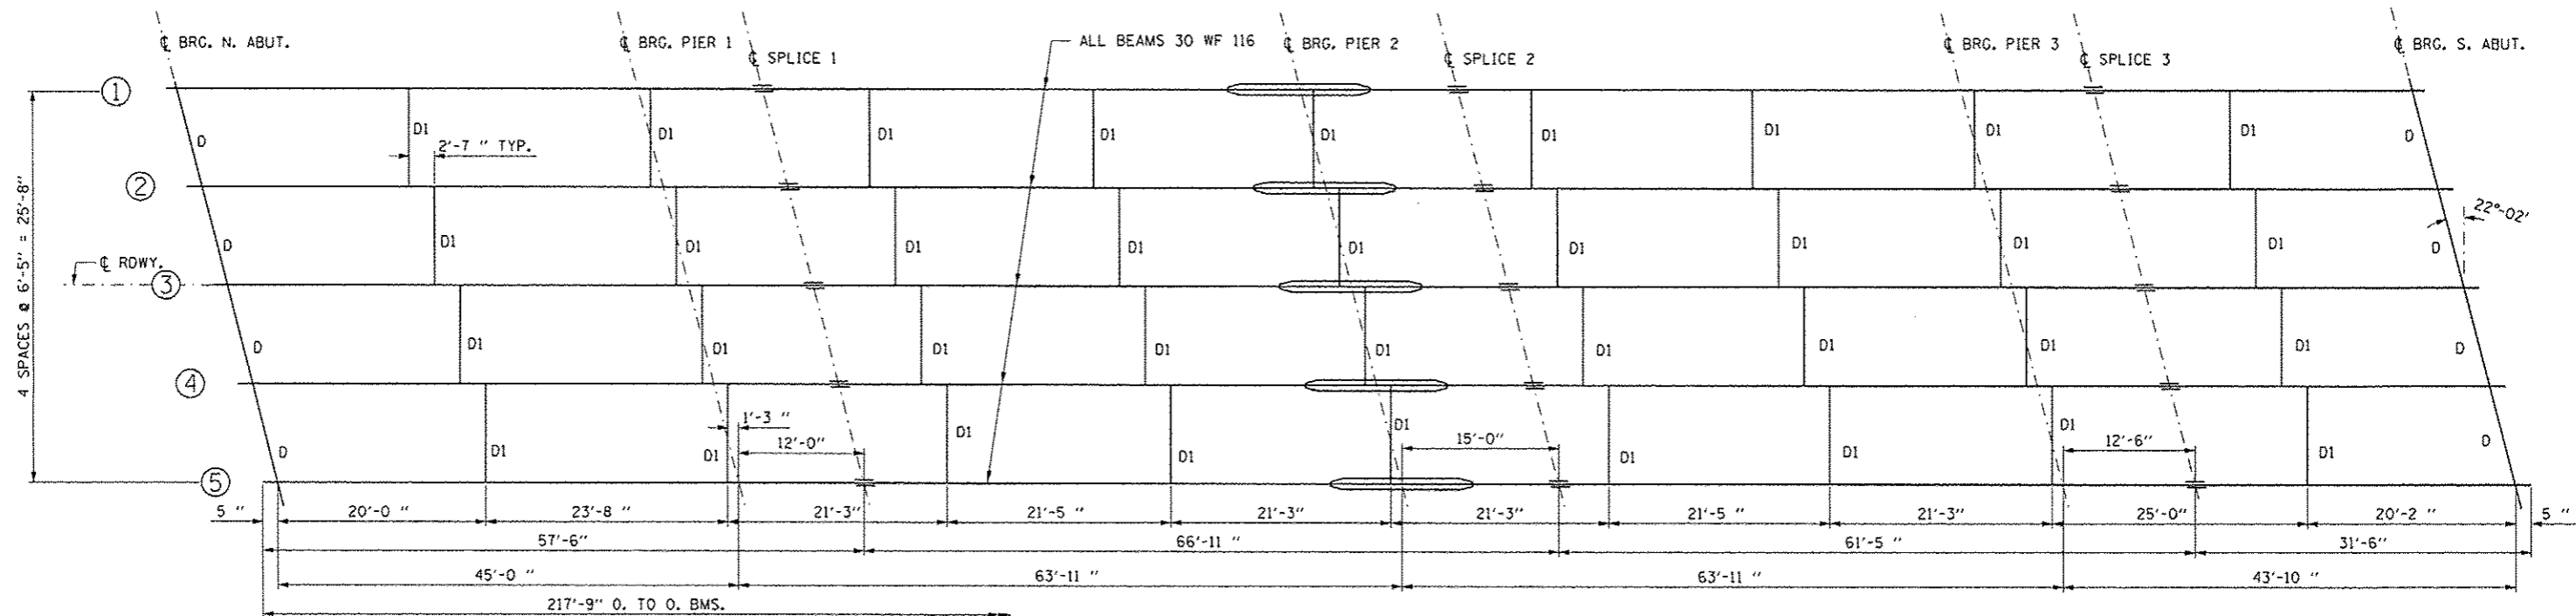 ℄ BRG. N. ABUT.
℄ BRG. PIER 1
℄ SPLICE 1
ALL BEAMS 30 WF 116
℄ BRG. PIER 2
℄ SPLICE 2
℄ BRG. PIER 3
℄ SPLICE 3
℄ BRG. S. ABUT.
1
D D1 D1 D1 D1 D1 D1 D1 D1 D1 D
2'-7 " TYP.
2
4 SPACES @ 6'-5" = 25'-8"
22°-02'
D D1 D1 D1 D1 D1 D1 D1 D1 D1 D
℄ RDWY.
3
D D1 D1 D1 D1 D1 D1 D1 D1 D1 D
4
1'-3 "
12'-0"
15'-0"
12'-6"
D D1 D1 D1 D1 D1 D1 D1 D1 D1 D
5
5 " 20'-0 " 23'-8 " 21'-3" 21'-5 " 21'-3" 21'-3" 21'-5 " 21'-3" 25'-0" 20'-2 " 5 "
57'-6" 66'-11 " 61'-5 " 31'-6"
45'-0 " 63'-11 " 63'-11 " 43'-10 "
217'-9" O. TO O. BMS.